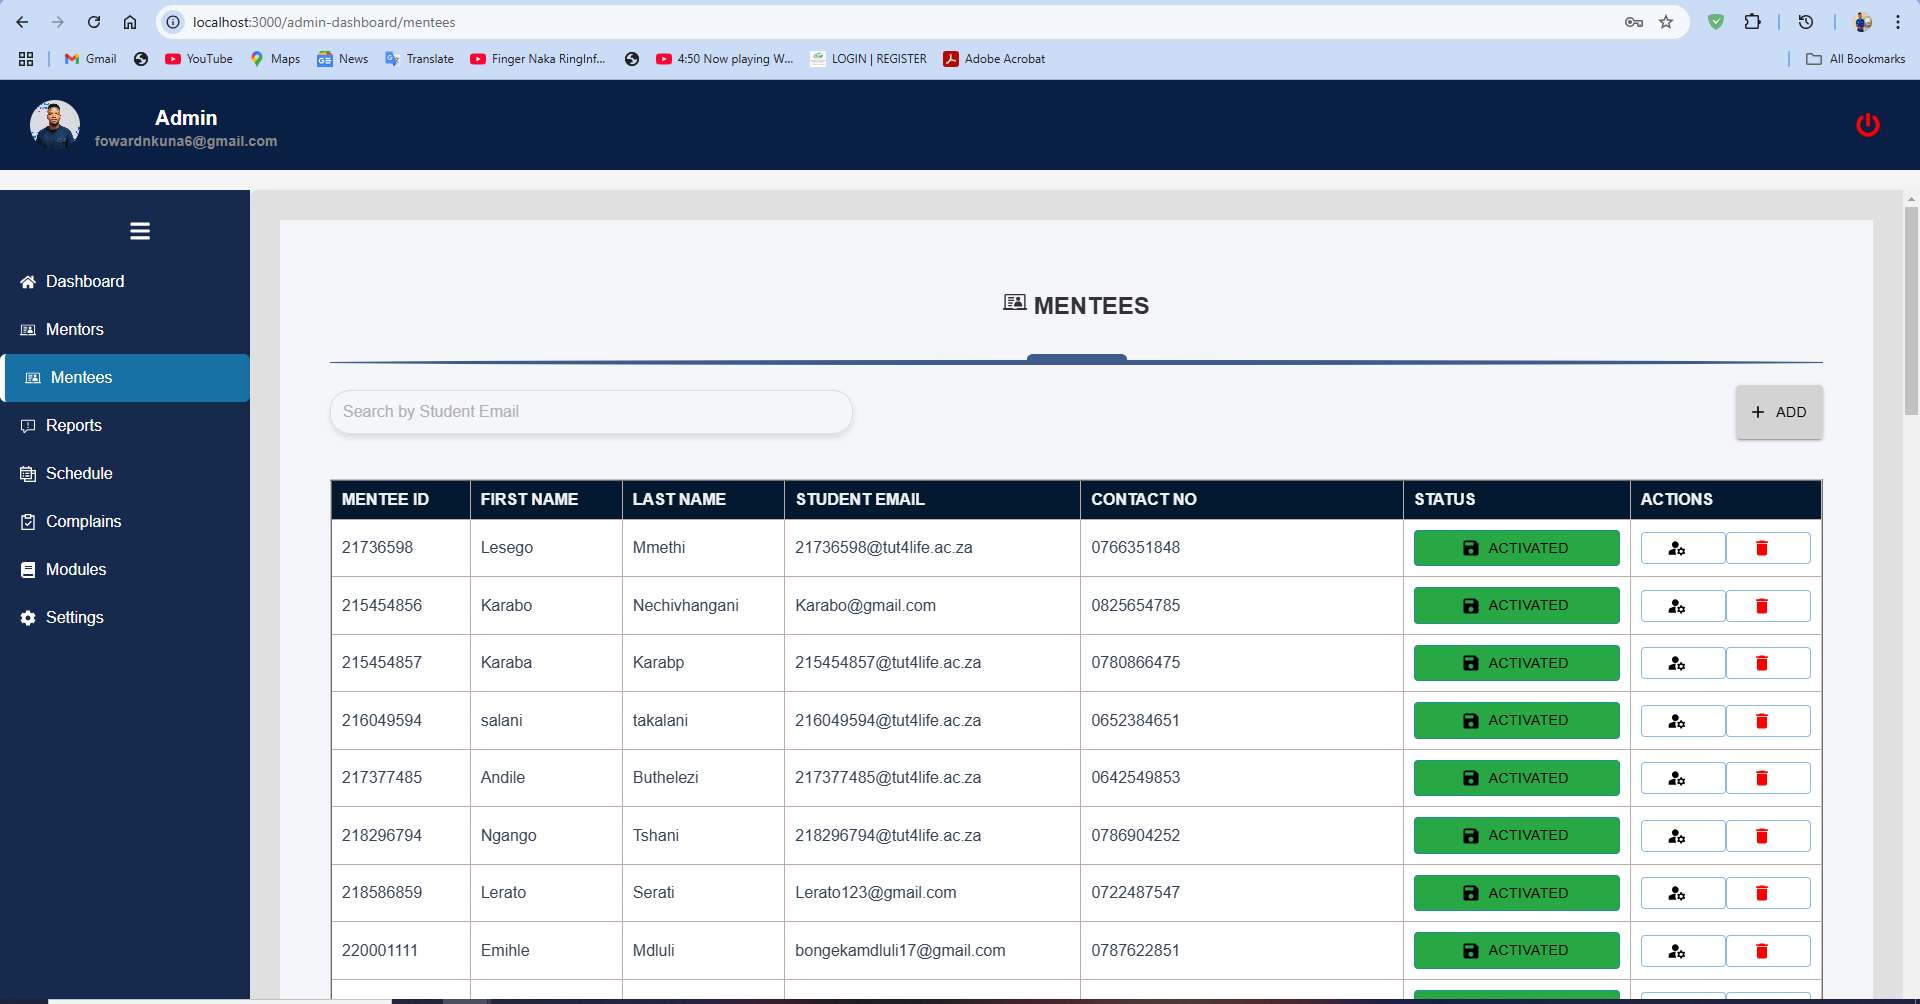 localhost:3000/admin-dashboard/mentees
Gmail YouTube Maps News Translate Finger Naka RingInf... 4:50 Now playing W... LOGIN | REGISTER Adobe Acrobat All Bookmarks
Admin
fowardnkuna6@gmail.com
Dashboard
Mentors
Mentees
Reports
Schedule
Complains
Modules
Settings
MENTEES
Search by Student Email
+ ADD
MENTEE ID FIRST NAME LAST NAME STUDENT EMAIL CONTACT NO STATUS ACTIONS
21736598 Lesego Mmethi 21736598@tut4life.ac.za 0766351848 ACTIVATED
215454856 Karabo Nechivhangani Karabo@gmail.com 0825654785 ACTIVATED
215454857 Karaba Karabp 215454857@tut4life.ac.za 0780866475 ACTIVATED
216049594 salani takalani 216049594@tut4life.ac.za 0652384651 ACTIVATED
217377485 Andile Buthelezi 217377485@tut4life.ac.za 0642549853 ACTIVATED
218296794 Ngango Tshani 218296794@tut4life.ac.za 0786904252 ACTIVATED
218586859 Lerato Serati Lerato123@gmail.com 0722487547 ACTIVATED
220001111 Emihle Mdluli bongekamdluli17@gmail.com 0787622851 ACTIVATED